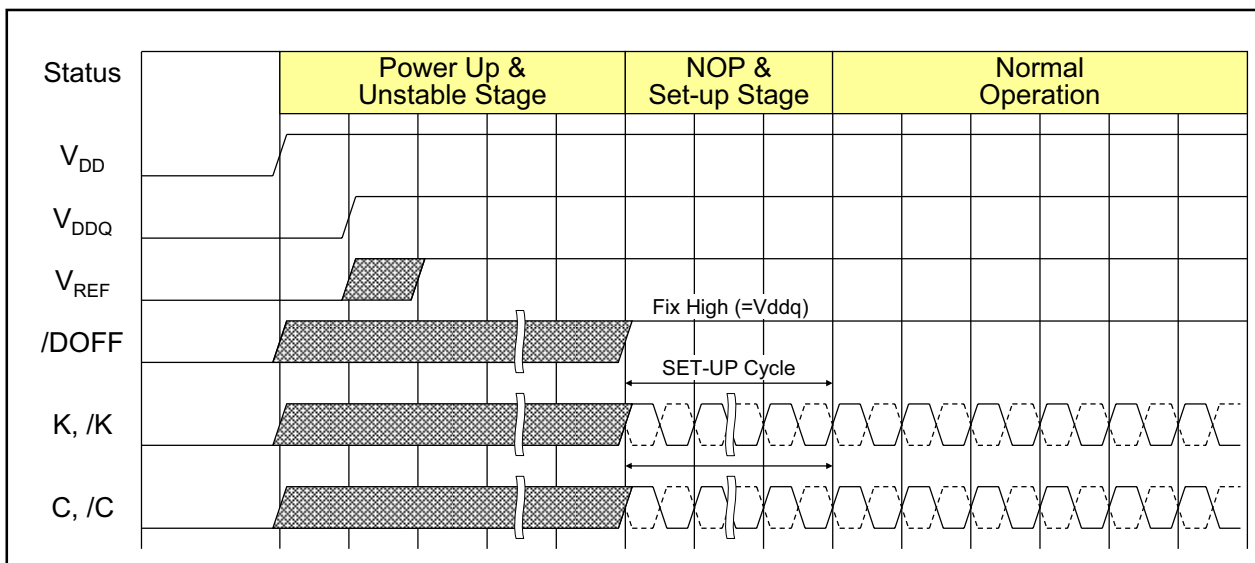 Status
Power Up &
Unstable Stage
NOP &
Set-up Stage
Normal
Operation
VDD
VDDQ
VREF
Fix High (=Vddq)
/DOFF
SET-UP Cycle
K, /K
C, /C